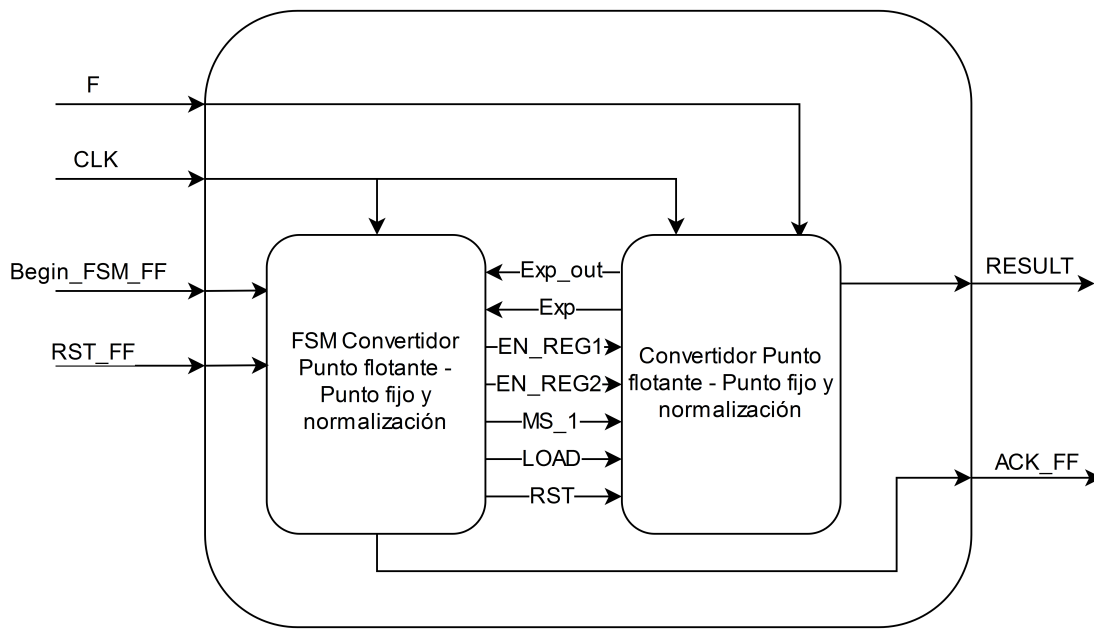 F
CLK
Begin_FSM_FF
RST_FF
FSM Convertidor
Punto flotante -
Punto fijo y
normalización
Exp_out
Exp
EN_REG1
EN_REG2
MS_1
LOAD
RST
Convertidor Punto
flotante - Punto fijo y
normalización
RESULT
ACK_FF